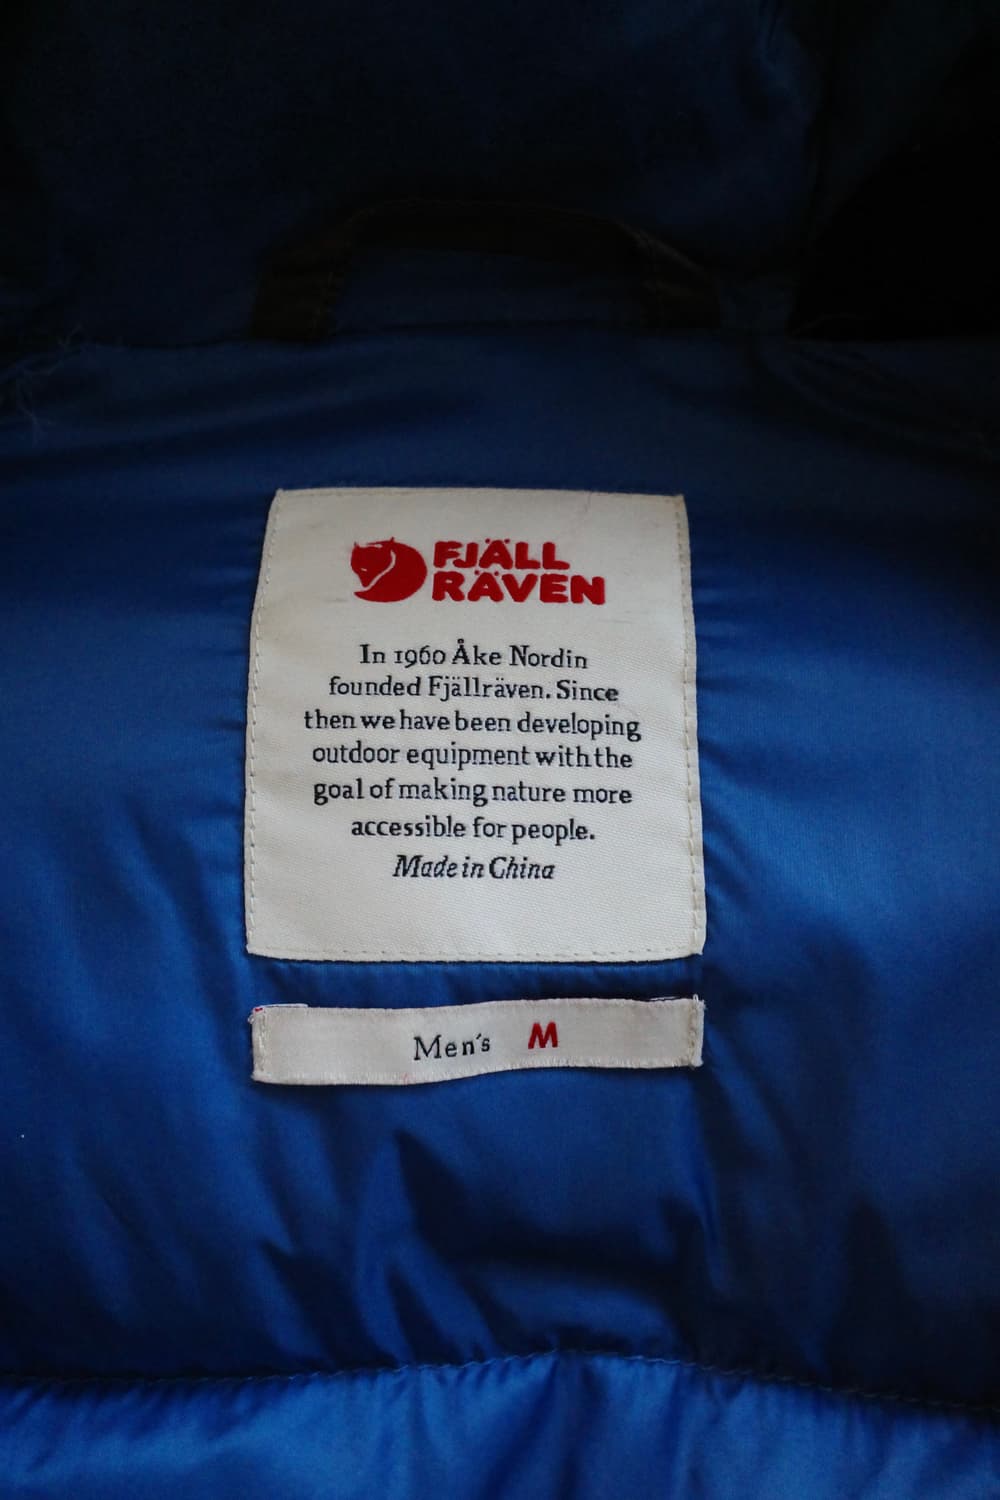 FJÄLL
RÄVEN
In 1960 Åke Nordin
founded Fjällräven. Since
then we have been developing
outdoor equipment with the
goal of making nature more
accessible for people.
Made in China
Men's M